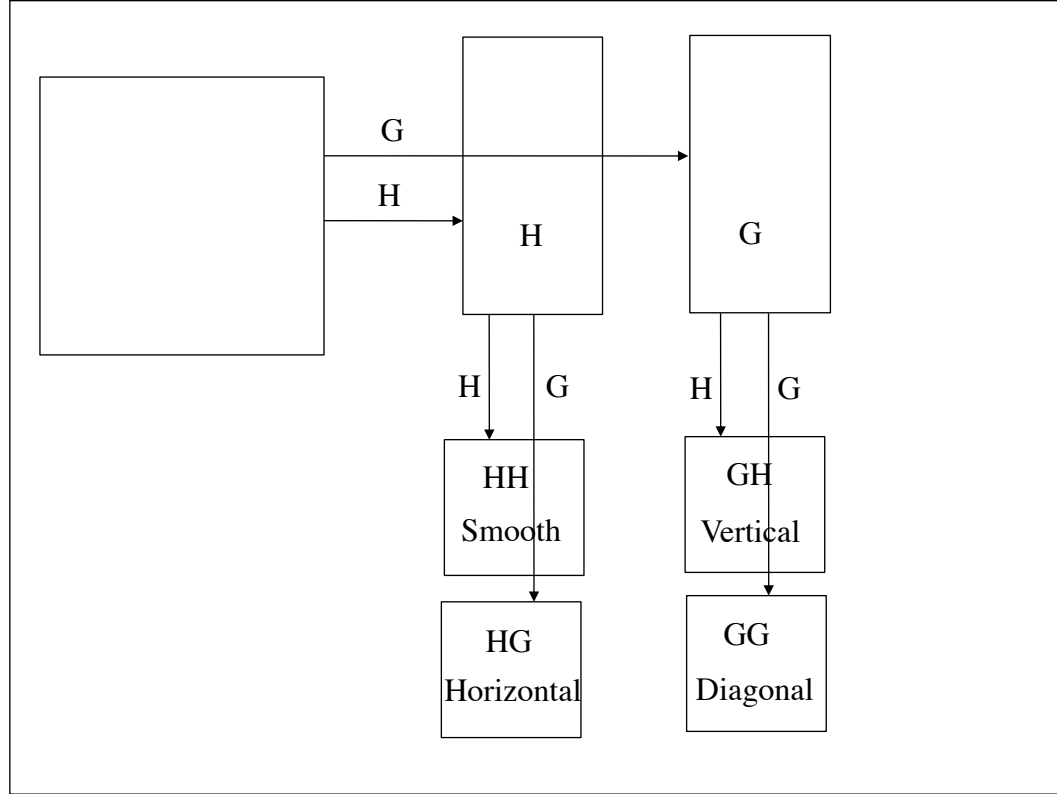 G
H
H
G
H
G
H
G
HH
Smooth
GH
Vertical
HG
Horizontal
GG
Diagonal